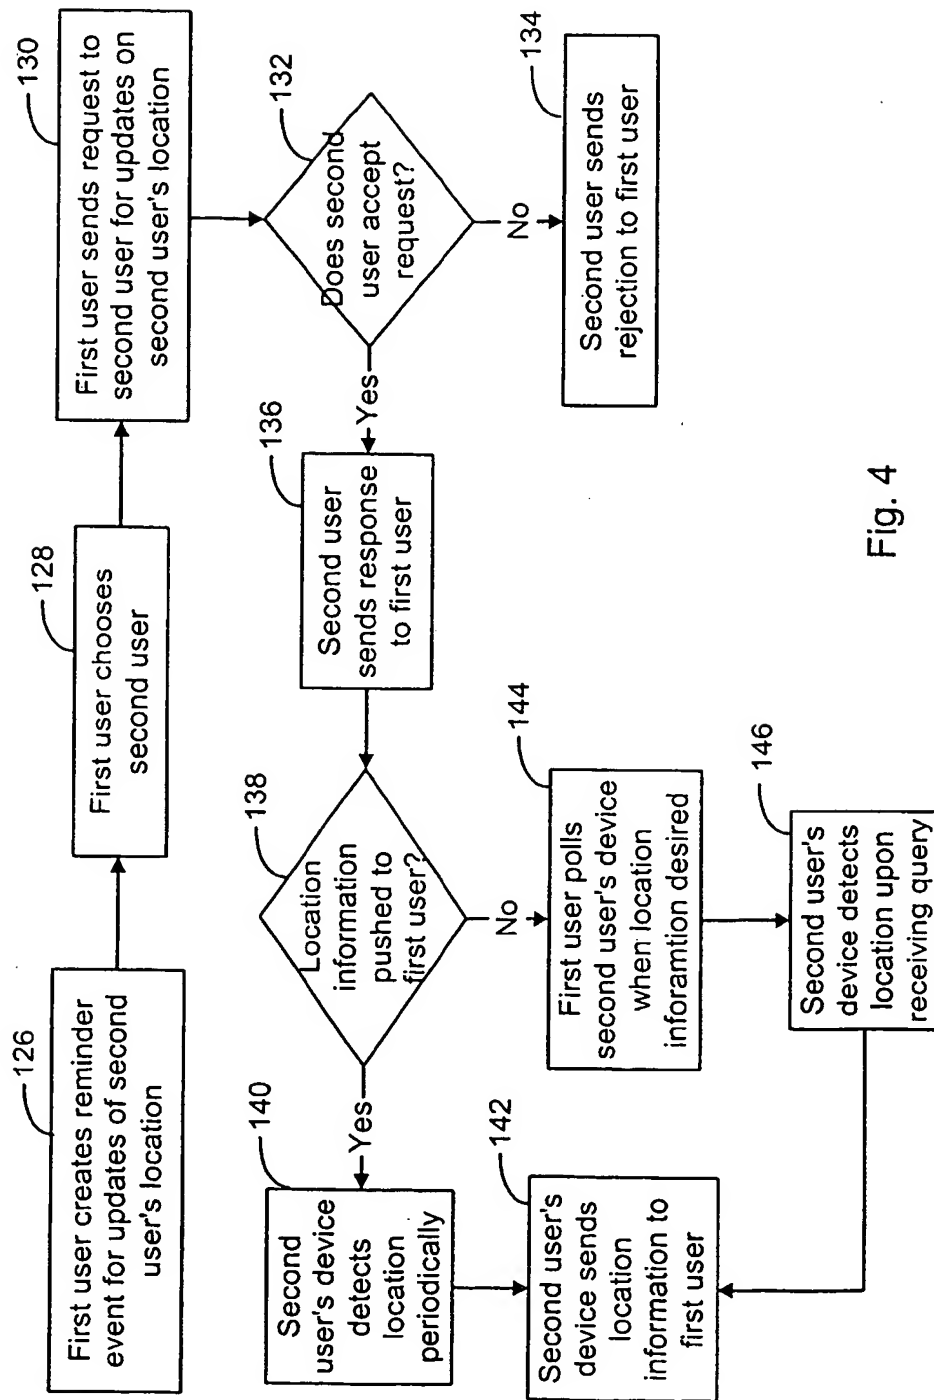 126
First user creates reminder
event for updates of second
user's location
128
First user chooses
second user
130
First user sends request to
second user for updates on
second user's location
132
Does second
user accept
request?
Yes
No
134
Second user sends
rejection to first user
136
Second user
sends response
to first user
138
Location
information
pushed to
first user?
Yes
No
140
Second
user's device
detects
location
periodically
142
Second user's
device sends
location
information to
first user
144
First user polls
second user's device
when location
inforamtion desired
146
Second user's
device detects
location upon
receiving query
Fig. 4